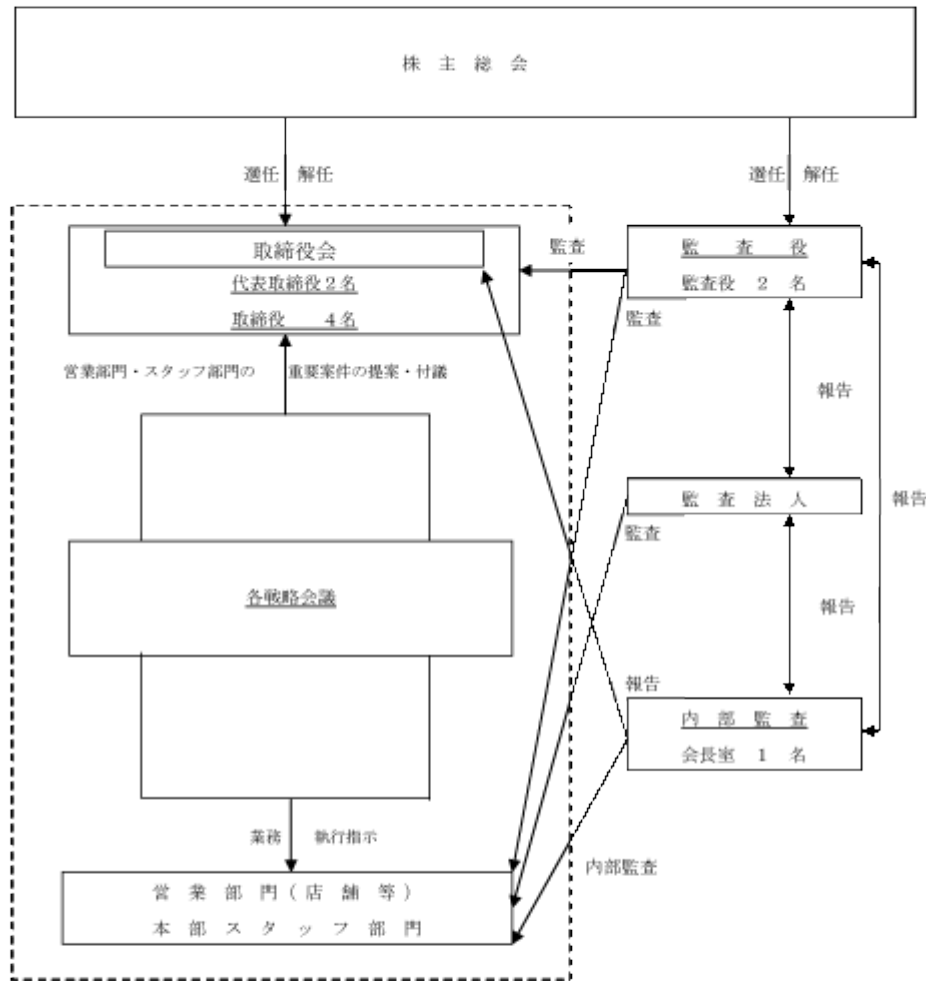 株 主 総 会
選任 解任
選任 解任
取締役会
代表取締役2名
取締役 4名
監査
監 査 役
監査役 2 名
監査
営業部門・スタッフ部門の 重要案件の提案・付議
報告
監 査 法 人
報告
監査
各戦略会議
報告
報告
内 部 監 査
会長室 1 名
業務 執行指示
内部監査
営 業 部 門 ( 店 舗 等 )
本 部 ス タ ッ フ 部 門